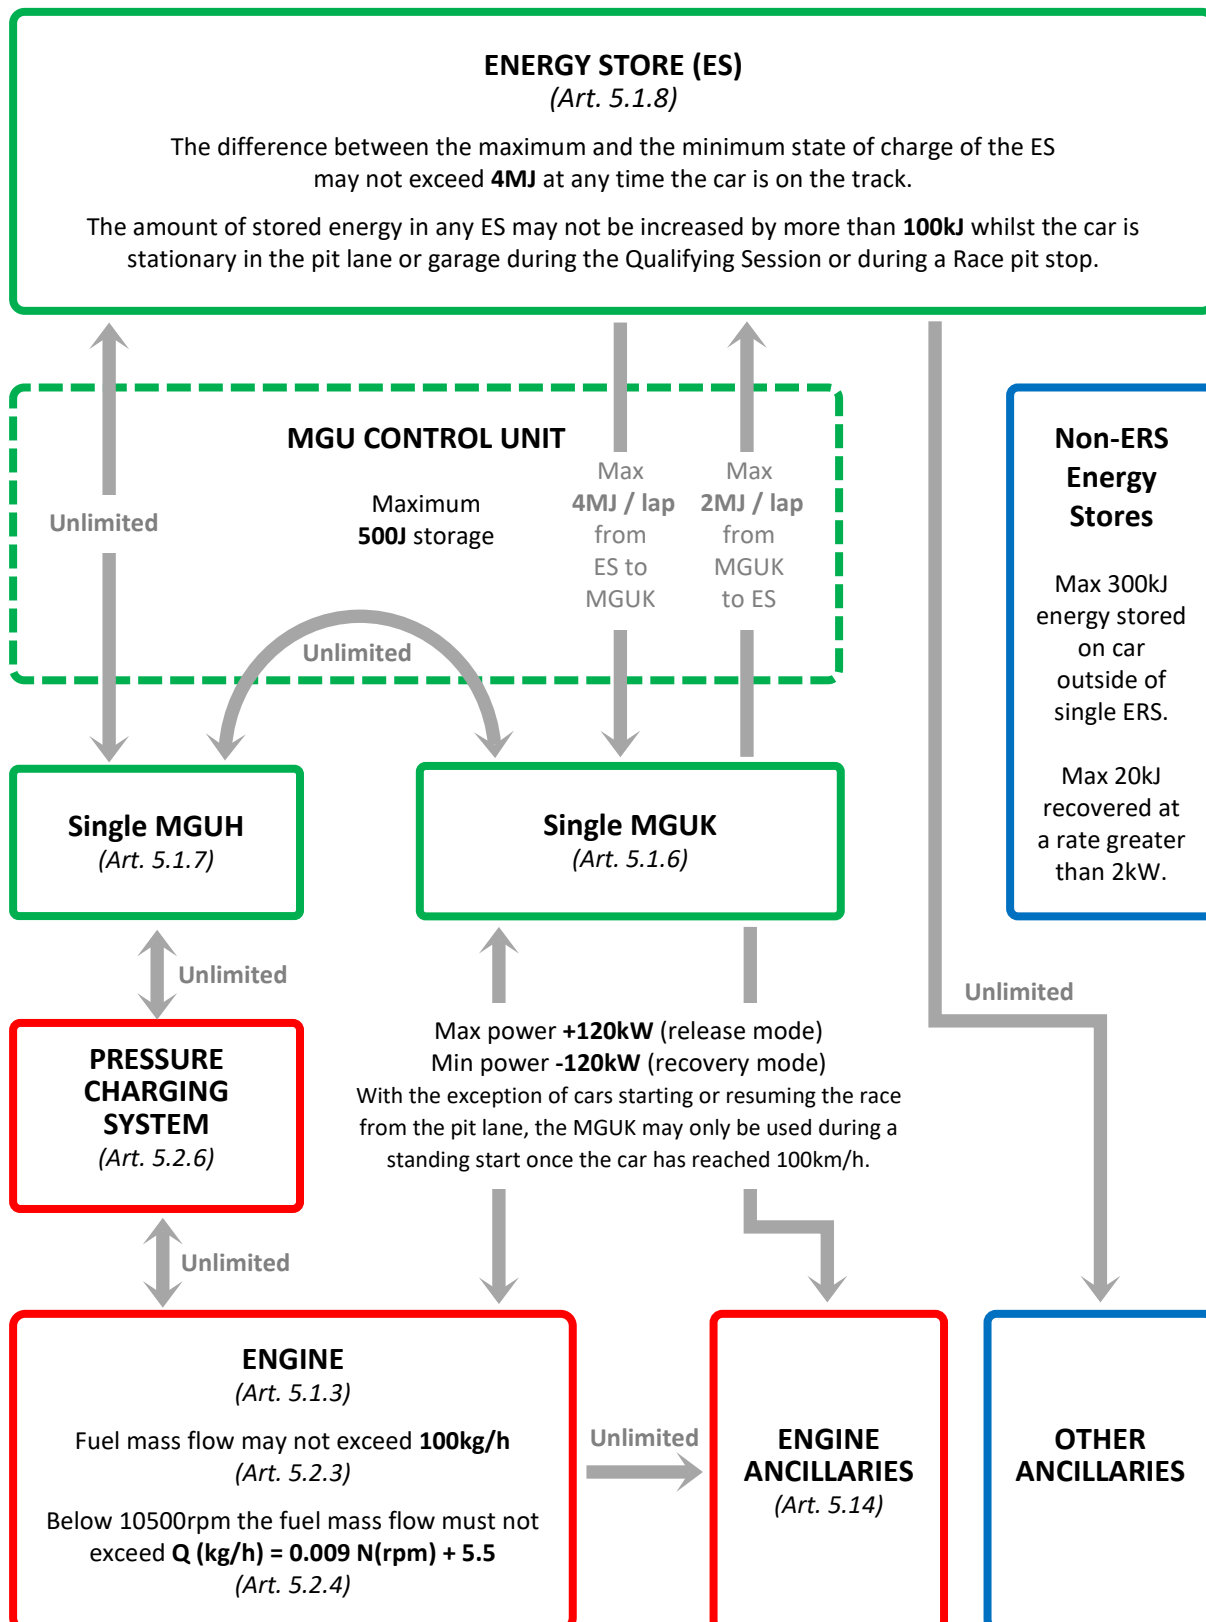 ENERGY STORE (ES)
(Art. 5.1.8)
The difference between the maximum and the minimum state of charge of the ES
may not exceed 4MJ at any time the car is on the track.
The amount of stored energy in any ES may not be increased by more than 100kJ whilst the car is
stationary in the pit lane or garage during the Qualifying Session or during a Race pit stop.
MGU CONTROL UNIT
Maximum
500J storage
Unlimited
Max
4MJ / lap
from
ES to
MGUK
Max
2MJ / lap
from
MGUK
to ES
Unlimited
Non-ERS
Energy
Stores
Max 300kJ
energy stored
on car
outside of
single ERS.
Max 20kJ
recovered at
a rate greater
than 2kW.
Single MGUH
(Art. 5.1.7)
Single MGUK
(Art. 5.1.6)
Unlimited
Unlimited
PRESSURE
CHARGING
SYSTEM
(Art. 5.2.6)
Max power +120kW (release mode)
Min power -120kW (recovery mode)
With the exception of cars starting or resuming the race
from the pit lane, the MGUK may only be used during a
standing start once the car has reached 100km/h.
Unlimited
ENGINE
(Art. 5.1.3)
Fuel mass flow may not exceed 100kg/h
(Art. 5.2.3)
Below 10500rpm the fuel mass flow must not
exceed Q (kg/h) = 0.009 N(rpm) + 5.5
(Art. 5.2.4)
Unlimited
ENGINE
ANCILLARIES
(Art. 5.14)
OTHER
ANCILLARIES